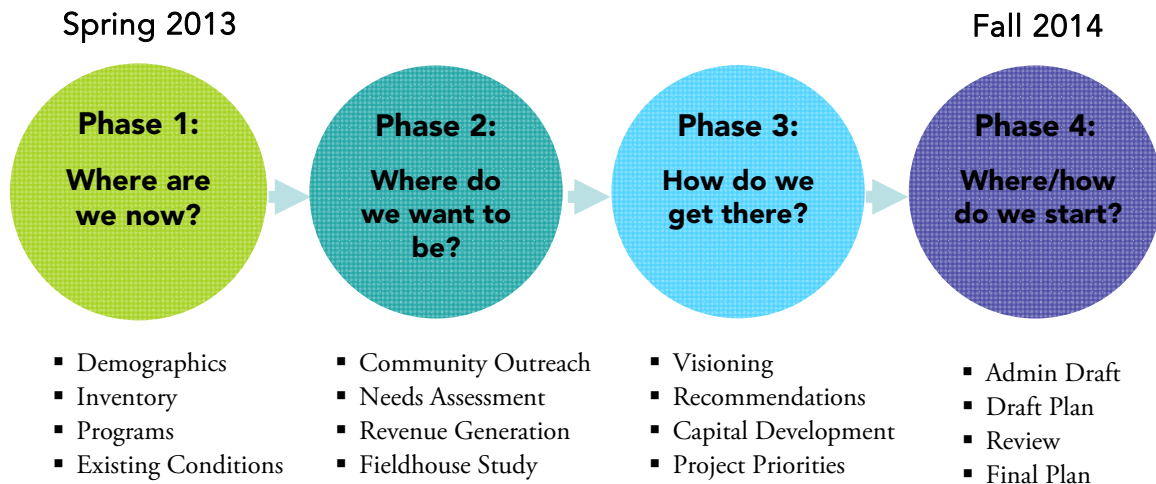 Spring 2013
Fall 2014
Phase 1:
Where are
we now?
Phase 2:
Where do
we want to
be?
Phase 3:
How do we
get there?
Phase 4:
Where/how
do we start?
▪ Demographics
▪ Inventory
▪ Programs
▪ Existing Conditions
▪ Community Outreach
▪ Needs Assessment
▪ Revenue Generation
▪ Fieldhouse Study
▪ Visioning
▪ Recommendations
▪ Capital Development
▪ Project Priorities
▪ Admin Draft
▪ Draft Plan
▪ Review
▪ Final Plan